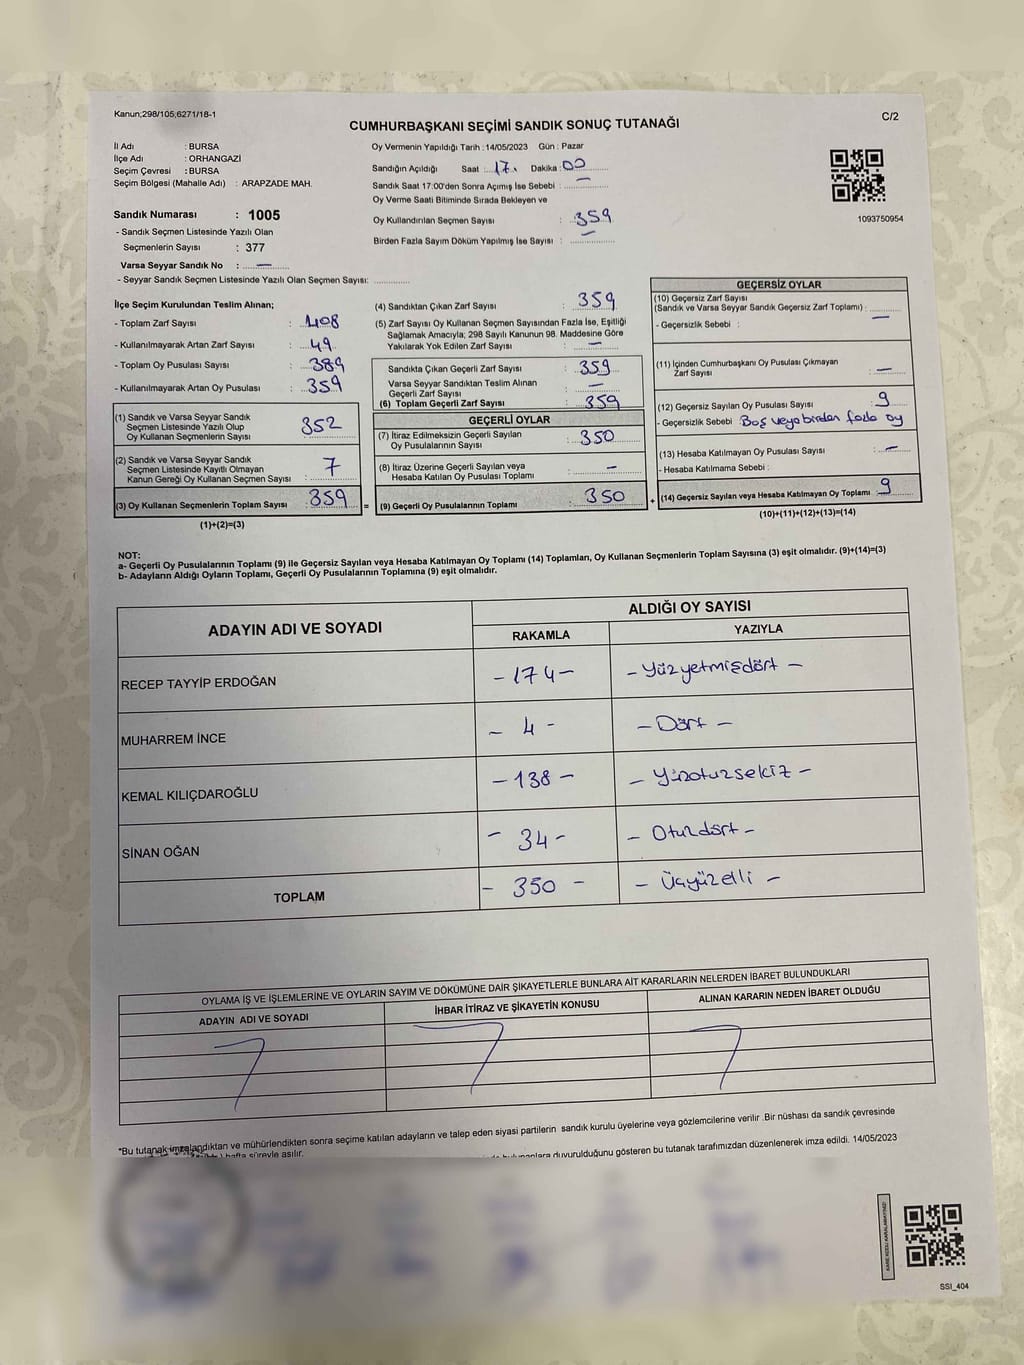 Kanun;298/105;6271/18-1
C/2
CUMHURBAŞKANI SEÇİMİ SANDIK SONUÇ TUTANAĞI
İl Adı : BURSA
İlçe Adı : ORHANGAZİ
Seçim Çevresi : BURSA
Seçim Bölgesi (Mahalle Adı) : ARAPZADE MAH.
Sandık Numarası : 1005
- Sandık Seçmen Listesinde Yazılı Olan
Seçmenlerin Sayısı : 377
Varsa Seyyar Sandık No : —
- Seyyar Sandık Seçmen Listesinde Yazılı Olan Seçmen Sayısı:
Oy Vermenin Yapıldığı Tarih : 14/05/2023 Gün : Pazar
Sandığın Açıldığı Saat : 17. Dakika : 00
Sandık Saat 17:00'den Sonra Açımış İse Sebebi : —
Oy Verme Saati Bitiminde Sırada Bekleyen ve
Oy Kullandırılan Seçmen Sayısı : 359
Birden Fazla Sayım Döküm Yapılmış İse Sayısı : —
1093750954
İlçe Seçim Kurulundan Teslim Alınan;
- Toplam Zarf Sayısı : 408
- Kullanılmayarak Artan Zarf Sayısı : 49
- Toplam Oy Pusulası Sayısı : 389
- Kullanılmayarak Artan Oy Pusulası : 359
(1) Sandık ve Varsa Seyyar Sandık
Seçmen Listesinde Yazılı Olup
Oy Kullanan Seçmenlerin Sayısı 352
(2) Sandık ve Varsa Seyyar Sandık
Seçmen Listesinde Kayıtlı Olmayan
Kanun Gereği Oy Kullanan Seçmen Sayısı : 7
(3) Oy Kullanan Seçmenlerin Toplam Sayısı : 359
(1)+(2)=(3)
=
(4) Sandıktan Çıkan Zarf Sayısı : 359
(5) Zarf Sayısı Oy Kullanan Seçmen Sayısından Fazla İse, Eşitliği
Sağlamak Amacıyla; 298 Sayılı Kanunun 98. Maddesine Göre
Yakılarak Yok Edilen Zarf Sayısı : —
Sandıkta Çıkan Geçerli Zarf Sayısı : 359
Varsa Seyyar Sandıktan Teslim Alınan
Geçerli Zarf Sayısı : —
(6) Toplam Geçerli Zarf Sayısı : 359
GEÇERLİ OYLAR
(7) İtiraz Edilmeksizin Geçerli Sayılan
Oy Pusulalarının Sayısı : 350
(8) İtiraz Üzerine Geçerli Sayılan veya
Hesaba Katılan Oy Pusulası Toplamı : —
(9) Geçerli Oy Pusulalarının Toplamı : 350
+
GEÇERSİZ OYLAR
(10) Geçersiz Zarf Sayısı
(Sandık ve Varsa Seyyar Sandık Geçersiz Zarf Toplamı) : —
- Geçersizlik Sebebi :
(11) İçinden Cumhurbaşkanı Oy Pusulası Çıkmayan
Zarf Sayısı : —
(12) Geçersiz Sayılan Oy Pusulası Sayısı : 9
- Geçersizlik Sebebi : Boş veya birden fazla oy
(13) Hesaba Katılmayan Oy Pusulası Sayısı : —
- Hesaba Katılmama Sebebi :
(14) Geçersiz Sayılan veya Hesaba Katılmayan Oy Toplamı : 9
(10)+(11)+(12)+(13)=(14)
NOT:
a- Geçerli Oy Pusulalarının Toplamı (9) ile Geçersiz Sayılan veya Hesaba Katılmayan Oy Toplamı (14) Toplamları, Oy Kullanan Seçmenlerin Toplam Sayısına (3) eşit olmalıdır. (9)+(14)=(3)
b- Adayların Aldığı Oyların Toplamı, Geçerli Oy Pusulalarının Toplamına (9) eşit olmalıdır.
ADAYIN ADI VE SOYADI
ALDIĞI OY SAYISI
RAKAMLA YAZIYLA
RECEP TAYYİP ERDOĞAN - 174 - - Yüzyetmişdört -
MUHARREM İNCE - 4 - - Dört -
KEMAL KILIÇDAROĞLU - 138 - - Yüzotuzsekiz -
SİNAN OĞAN - 34 - - Otuzdört -
TOPLAM - 350 - - Üçyüzelli -
OYLAMA İŞ VE İŞLEMLERİNE VE OYLARIN SAYIM VE DÖKÜMÜNE DAİR ŞİKAYETLERLE BUNLARA AİT KARARLARIN NELERDEN İBARET BULUNDUKLARI
ADAYIN ADI VE SOYADI İHBAR İTİRAZ VE ŞİKAYETİN KONUSU ALINAN KARARIN NEDEN İBARET OLDUĞU
*Bu tutanak imzalandıktan ve mühürlendikten sonra seçime katılan adayların ve talep eden siyasi partilerin sandık kurulu üyelerine veya gözlemcilerine verilir .Bir nüshası da sandık çevresinde
hafta süreyle asılır. duyurulduğunu gösteren bu tutanak tarafımızdan düzenlenerek imza edildi. 14/05/2023
KARE KODU KARALAMAYINIZ!
SSI_404